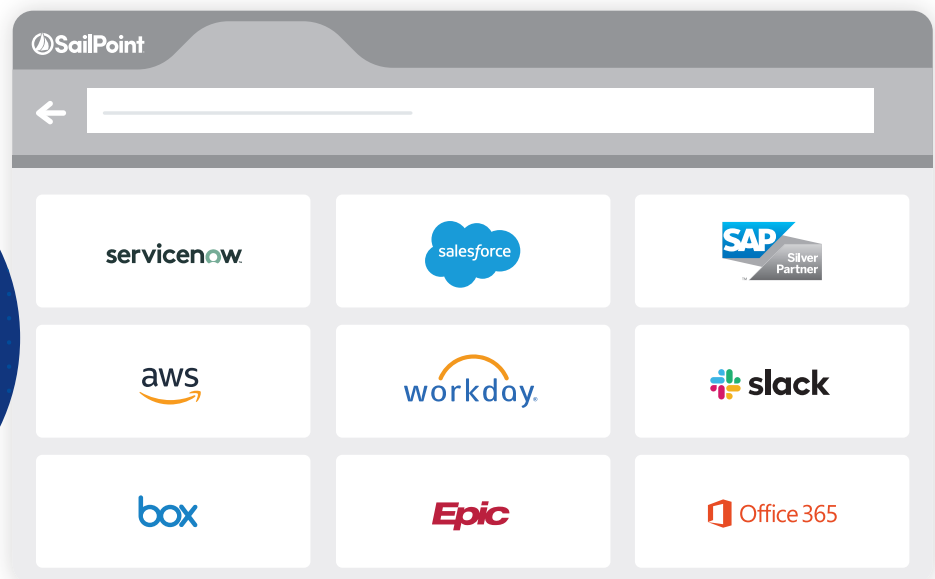 SailPoint
servicenow
salesforce
SAP
Silver
Partner
aws
workday
slack
box
Epic
Office 365